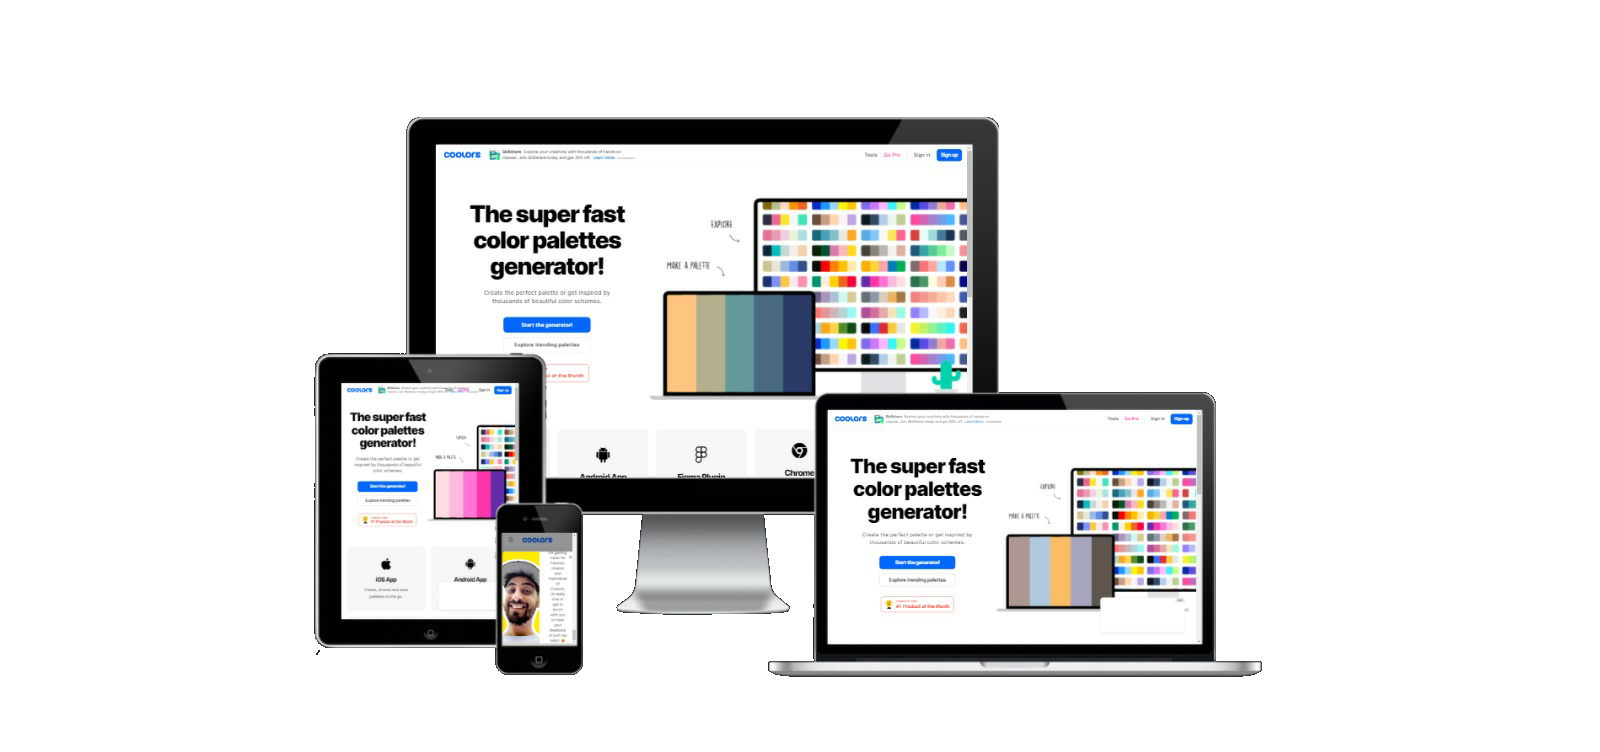 coolors
Skillshare Explore your creativity with thousands of hands-on
classes. Join Skillshare today and get 30% off. Learn More
Tools Go Pro Sign in Sign up
The super fast
color palettes
generator!
Create the perfect palette or get inspired by
thousands of beautiful color schemes.
Start the generator!
Explore trending palettes
ct of the Month
EXPLORE
MAKE A PALETTE
Android App
Figma Plugin
Chrome
coolors
Sign in Sign up
The super fast
color palettes
generator!
Create the perfect palette or get
inspired by thousands of beautiful
color schemes.
Start the generator!
Explore trending palettes
#1 Product of the Month
EXPLORE
MAKE A PALETTE
iOS App
Create, browse and save
palettes on the go.
Android App
coolors
coolors
Skillshare Explore your creativity with thousands of hands-on
classes. Join Skillshare today and get 30% off. Learn More
Tools Go Pro Sign in Sign up
The super fast
color palettes
generator!
Create the perfect palette or get inspired by
thousands of beautiful color schemes.
Start the generator!
Explore trending palettes
#1 Product of the Month
EXPLORE
MAKE A PALETTE